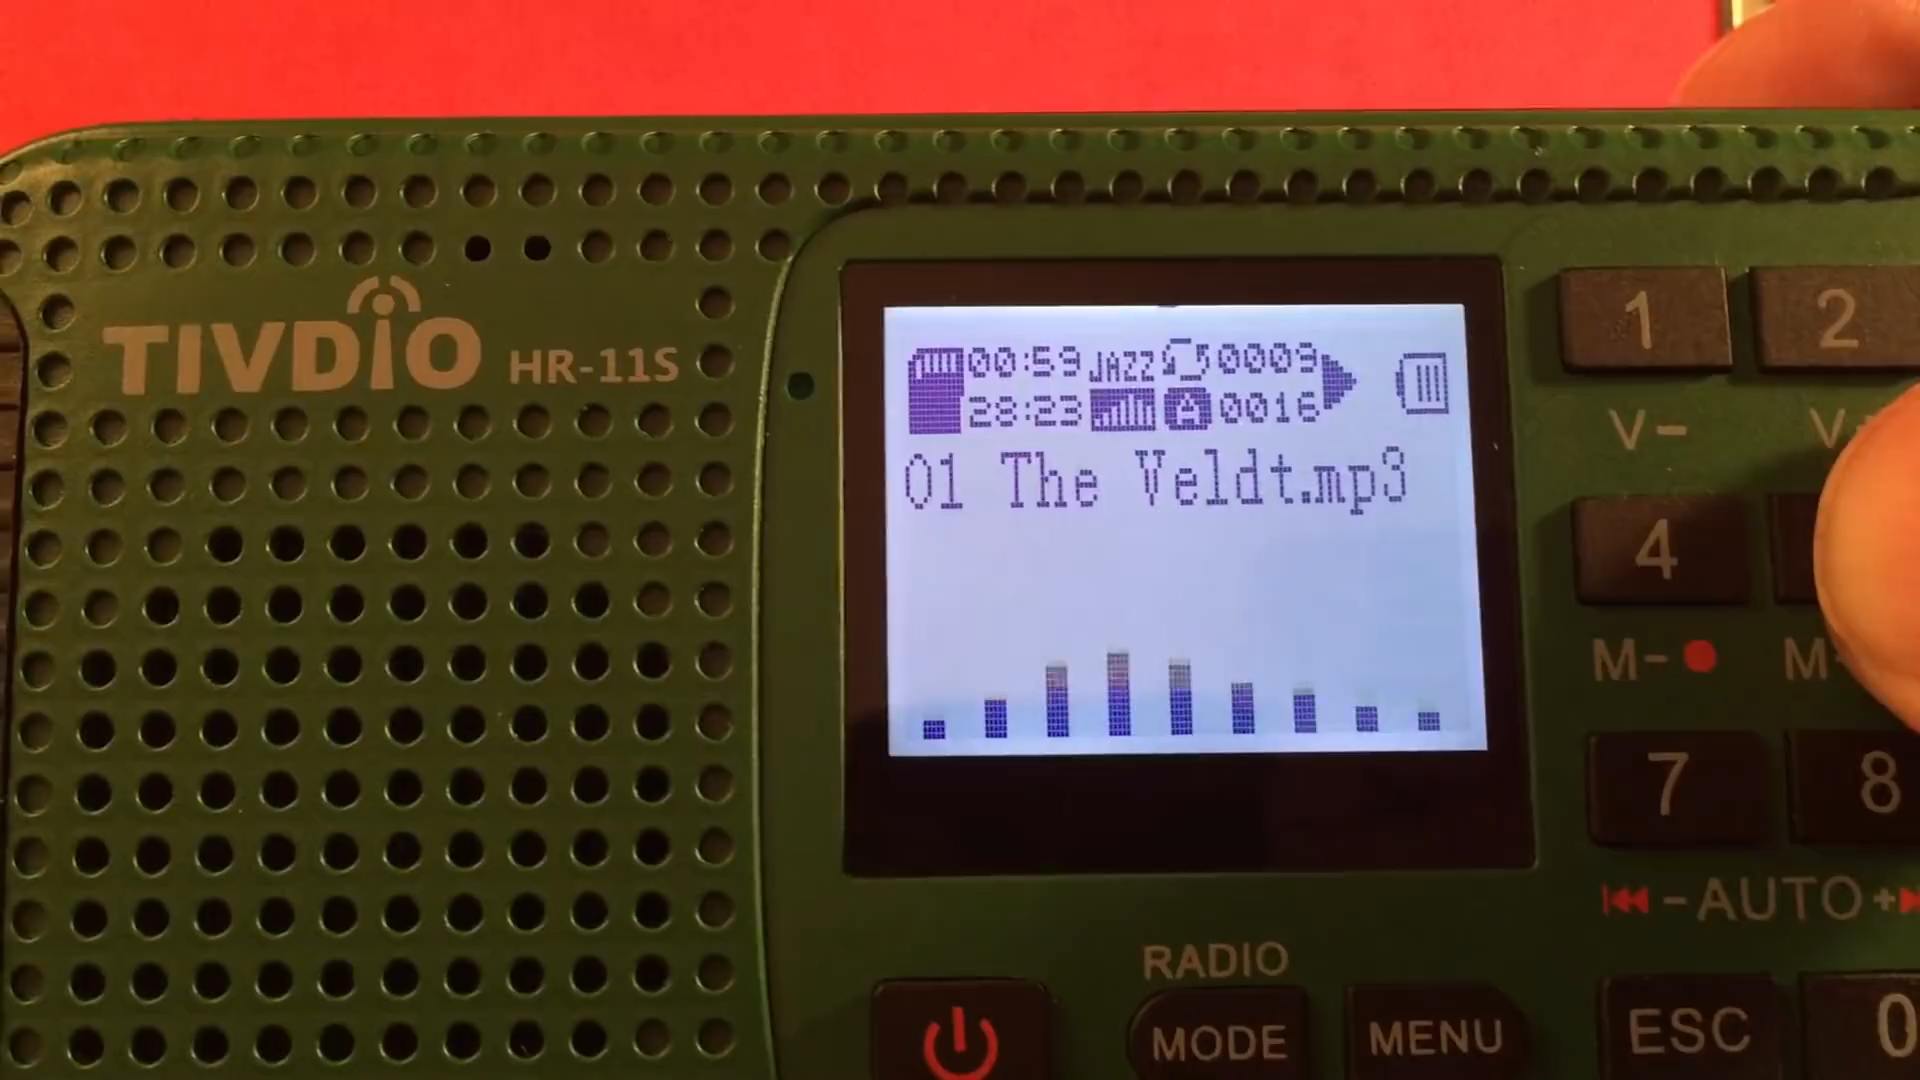 TIVDIO HR-11S
00:59 JAZZ 0009
28:23 A 0016
01 The Veldt.mp3
1 2
V- V
4
M- M
7 8
- AUTO +
RADIO
MODE MENU ESC 0